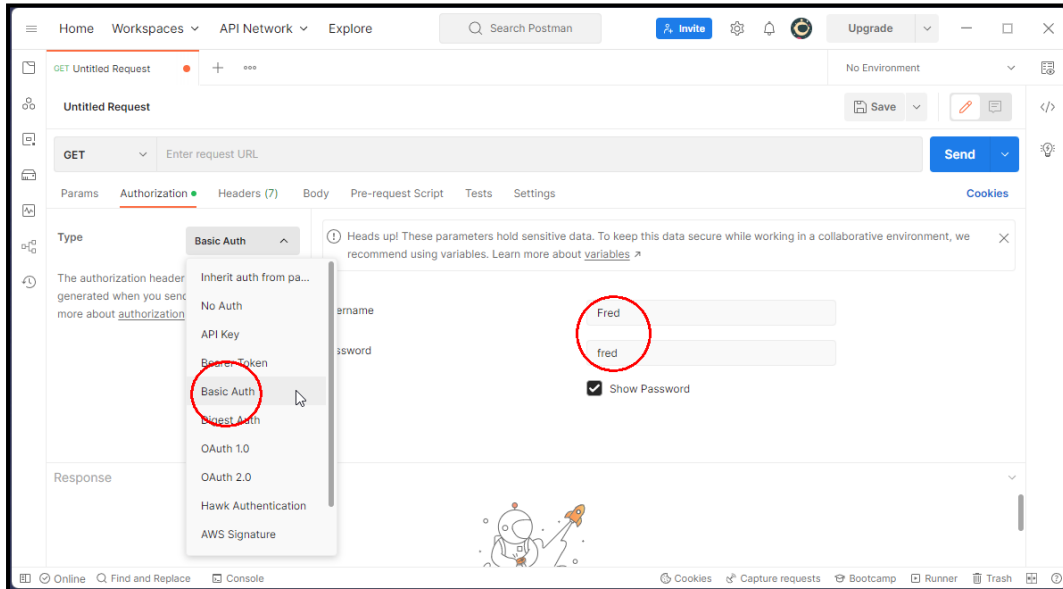 Home Workspaces API Network Explore Search Postman Invite Upgrade
GET Untitled Request No Environment
Untitled Request Save
GET Enter request URL Send
Params Authorization Headers (7) Body Pre-request Script Tests Settings Cookies
Type Basic Auth
Heads up! These parameters hold sensitive data. To keep this data secure while working in a collaborative environment, we
recommend using variables. Learn more about variables
The authorization header
generated when you send
more about authorization
Inherit auth from pa...
No Auth
API Key
Bearer Token
Basic Auth
Digest Auth
OAuth 1.0
OAuth 2.0
Hawk Authentication
AWS Signature
ername Fred
ssword fred
Show Password
Response
Online Find and Replace Console Cookies Capture requests Bootcamp Runner Trash